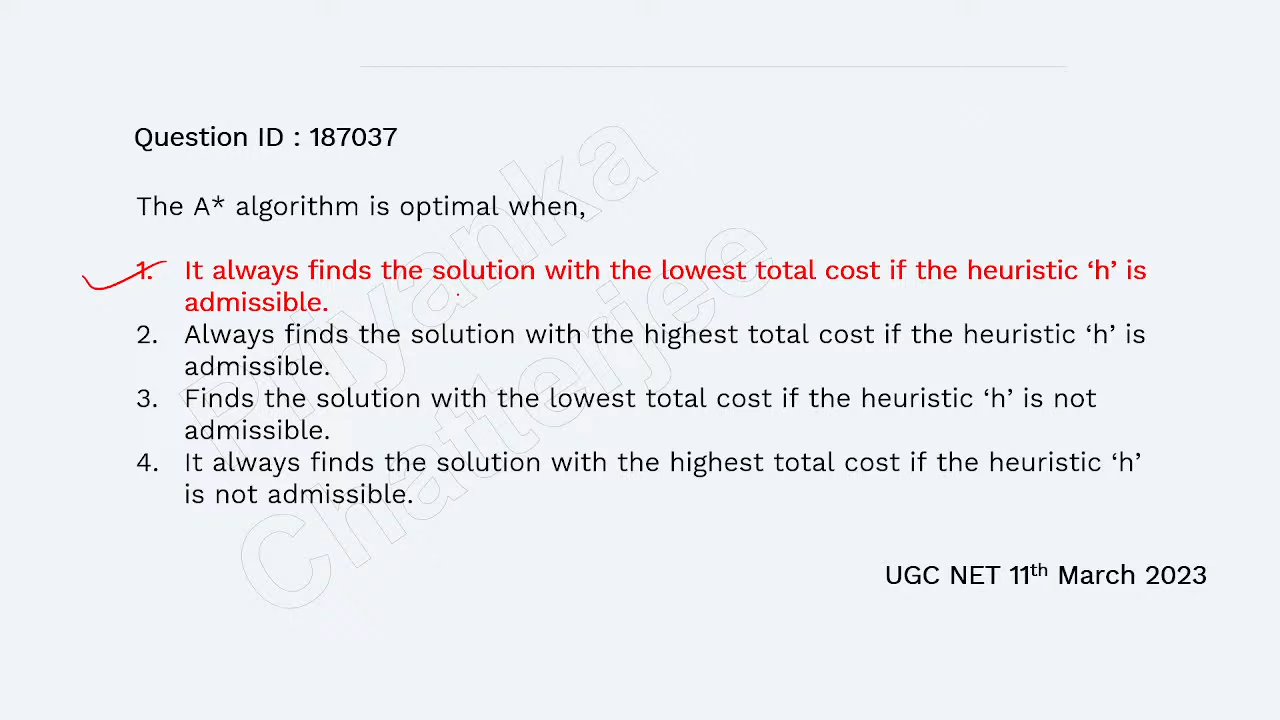 Question ID : 187037
The A* algorithm is optimal when,
1. It always finds the solution with the lowest total cost if the heuristic ‘h’ is
admissible.
2. Always finds the solution with the highest total cost if the heuristic ‘h’ is
admissible.
3. Finds the solution with the lowest total cost if the heuristic ‘h’ is not
admissible.
4. It always finds the solution with the highest total cost if the heuristic ‘h’
is not admissible.
UGC NET 11th March 2023
Priyanka
Chatterjee